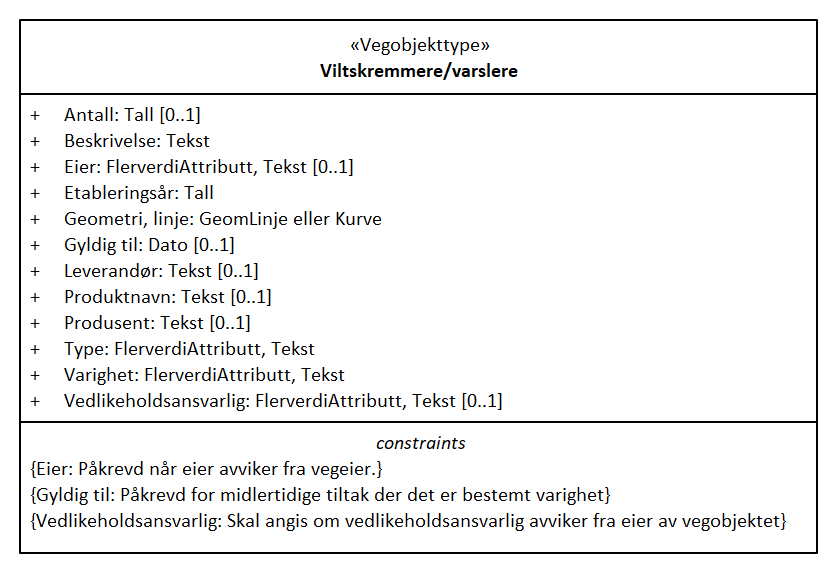 «Vegobjekttype»
Viltskremmere/varslere
+ Antall: Tall [0..1]
+ Beskrivelse: Tekst
+ Eier: FlerverdiAttributt, Tekst [0..1]
+ Etableringsår: Tall
+ Geometri, linje: GeomLinje eller Kurve
+ Gyldig til: Dato [0..1]
+ Leverandør: Tekst [0..1]
+ Produktnavn: Tekst [0..1]
+ Produsent: Tekst [0..1]
+ Type: FlerverdiAttributt, Tekst
+ Varighet: FlerverdiAttributt, Tekst
+ Vedlikeholdsansvarlig: FlerverdiAttributt, Tekst [0..1]
constraints
{Eier: Påkrevd når eier avviker fra vegeier.}
{Gyldig til: Påkrevd for midlertidige tiltak der det er bestemt varighet}
{Vedlikeholdsansvarlig: Skal angis om vedlikeholdsansvarlig avviker fra eier av vegobjektet}